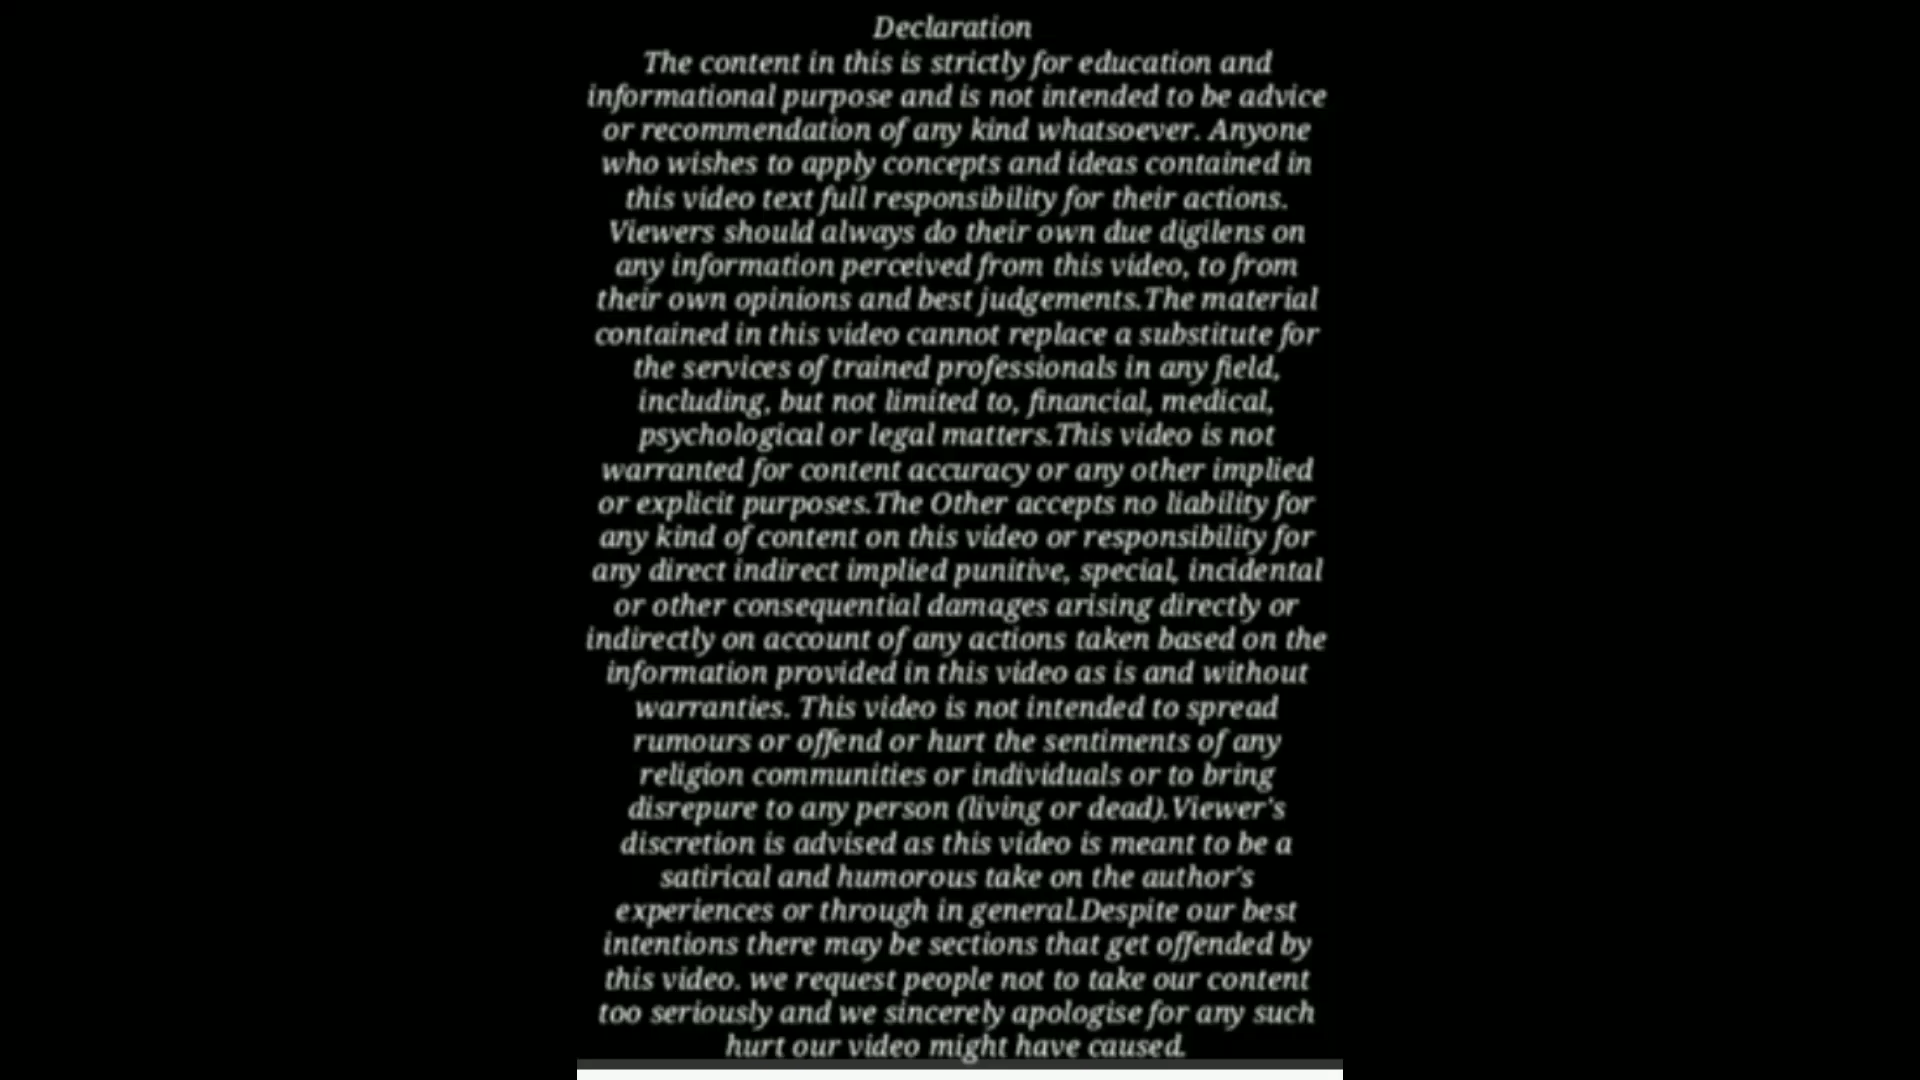 Declaration
The content in this is strictly for education and
informational purpose and is not intended to be advice
or recommendation of any kind whatsoever. Anyone
who wishes to apply concepts and ideas contained in
this video text full responsibility for their actions.
Viewers should always do their own due digilens on
any information perceived from this video, to from
their own opinions and best judgements.The material
contained in this video cannot replace a substitute for
the services of trained professionals in any field,
including, but not limited to, financial, medical,
psychological or legal matters.This video is not
warranted for content accuracy or any other implied
or explicit purposes.The Other accepts no liability for
any kind of content on this video or responsibility for
any direct indirect implied punitive, special, incidental
or other consequential damages arising directly or
indirectly on account of any actions taken based on the
information provided in this video as is and without
warranties. This video is not intended to spread
rumours or offend or hurt the sentiments of any
religion communities or individuals or to bring
disrepure to any person (living or dead).Viewer's
discretion is advised as this video is meant to be a
satirical and humorous take on the author's
experiences or through in general.Despite our best
intentions there may be sections that get offended by
this video. we request people not to take our content
too seriously and we sincerely apologise for any such
hurt our video might have caused.